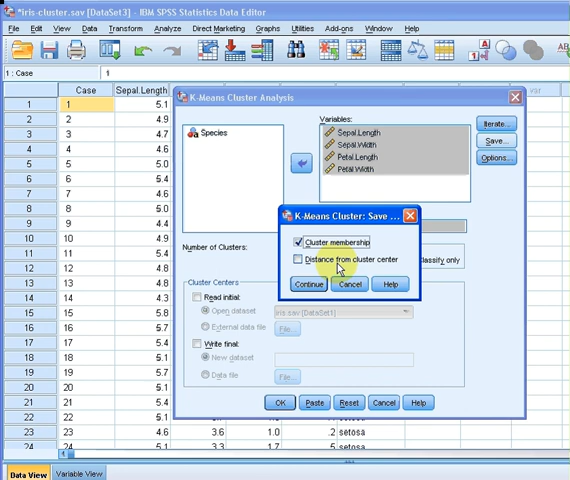 *iris-cluster.sav [DataSet3] - IBM SPSS Statistics Data Editor
File Edit View Data Transform Analyze Direct Marketing Graphs Utilities Add-ons Window Help
1 : Case 1
Case Sepal.Length var
1 1 5.1
2 2 4.9
3 3 4.7
4 4 4.6
5 5 5.0
6 6 5.4
7 7 4.6
8 8 5.0
9 9 4.4
10 10 4.9
11 11 5.4
12 12 4.8
13 13 4.8
14 14 4.3
15 15 5.8
16 16 5.7
17 17 5.4
18 18 5.1
19 19 5.7
20 20 5.1
21 21 5.4
22 22 5.1
23 23 4.6 3.6 1.0 .2 setosa
24 24 5.1 3.3 1.7 .5 setosa
K-Means Cluster Analysis
Species
Variables:
Sepal.Length
Sepal.Width
Petal.Length
Petal.Width
Iterate...
Save...
Options...
Number of Clusters:
Classify only
K-Means Cluster: Save ...
Cluster membership
Distance from cluster center
Continue Cancel Help
Cluster Centers
Read initial:
Open dataset iris.sav [DataSet1]
External data file File...
Write final:
New dataset
Data file File...
OK Paste Reset Cancel Help
Data View Variable View